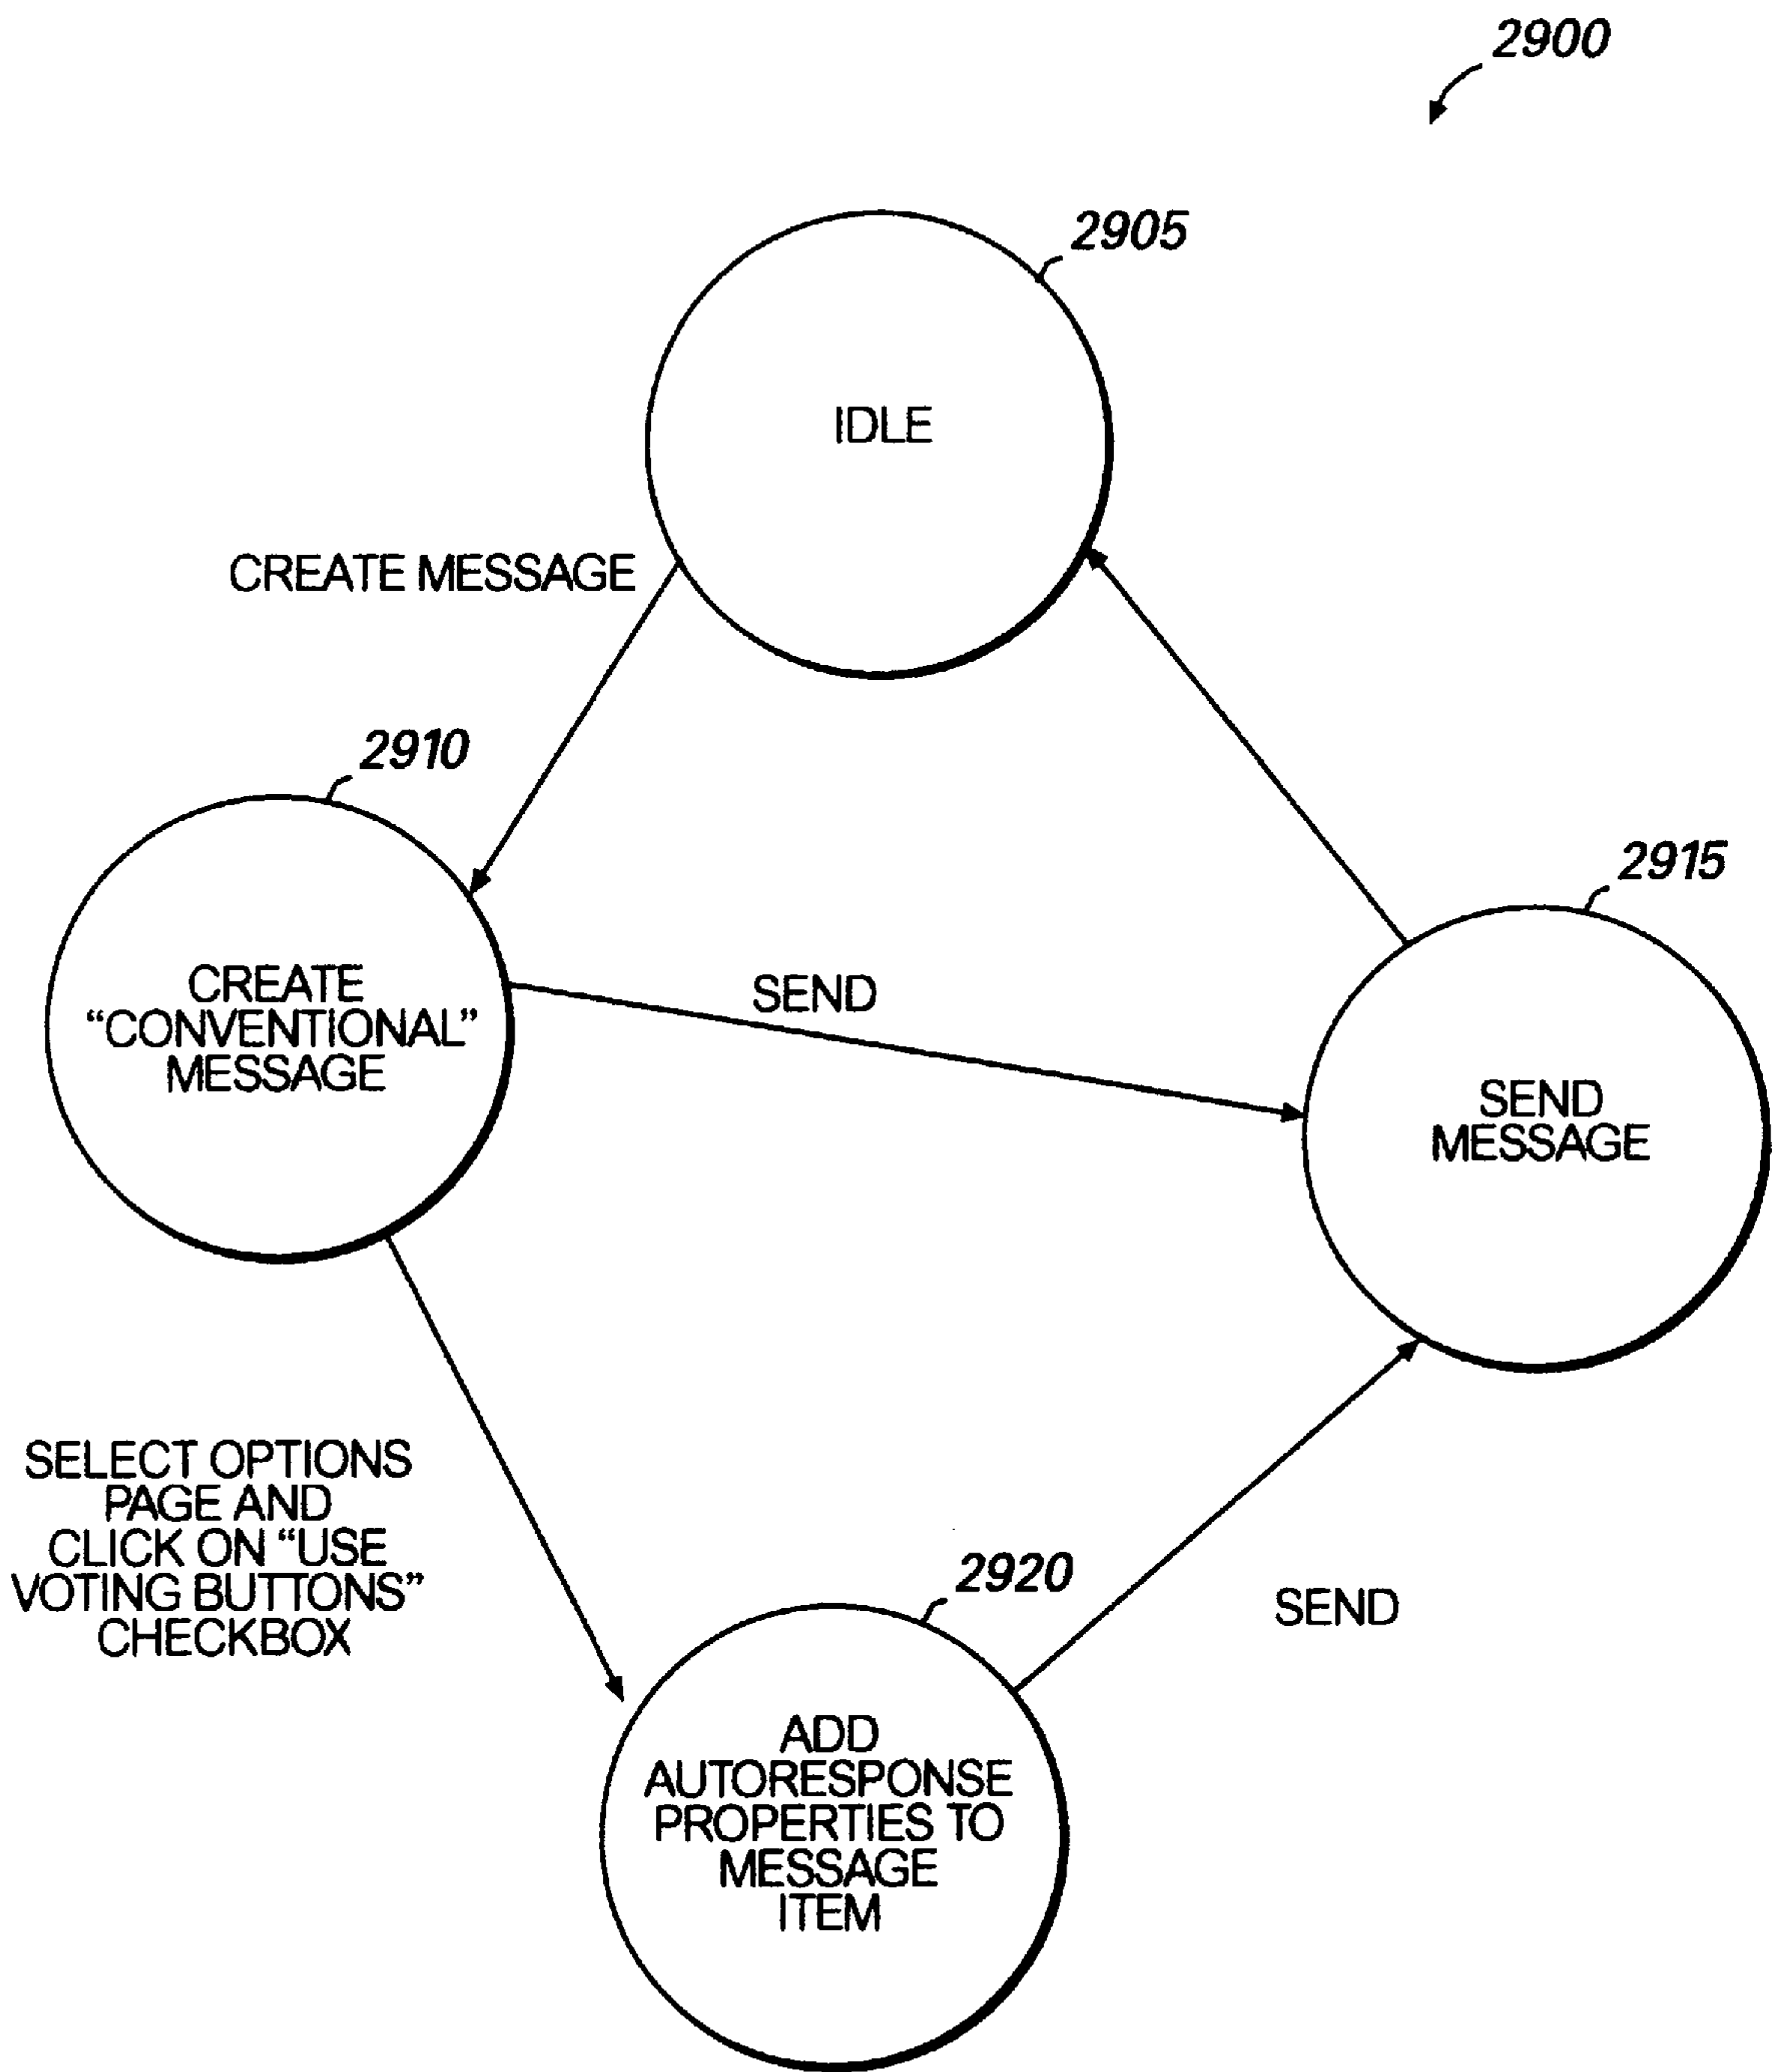 2900
2905
IDLE
CREATE MESSAGE
2910
2915
CREATE
“CONVENTIONAL”
MESSAGE
SEND
SEND
MESSAGE
SELECT OPTIONS
PAGE AND
CLICK ON “USE
VOTING BUTTONS”
CHECKBOX
2920
SEND
ADD
AUTORESPONSE
PROPERTIES TO
MESSAGE
ITEM